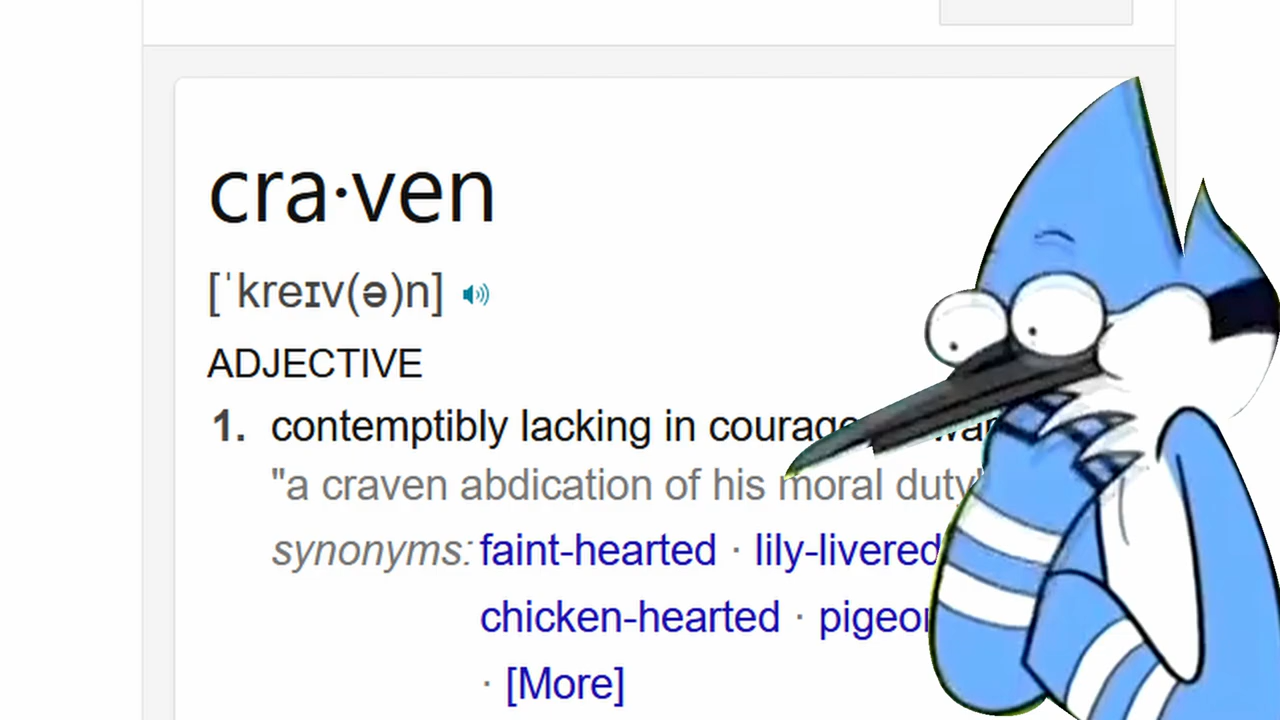 cra·ven
[ˈkreɪv(ə)n]
ADJECTIVE
1. contemptibly lacking in courage
"a craven abdication of his moral duty"
synonyms: faint-hearted · lily-livered
chicken-hearted ·
· [More]